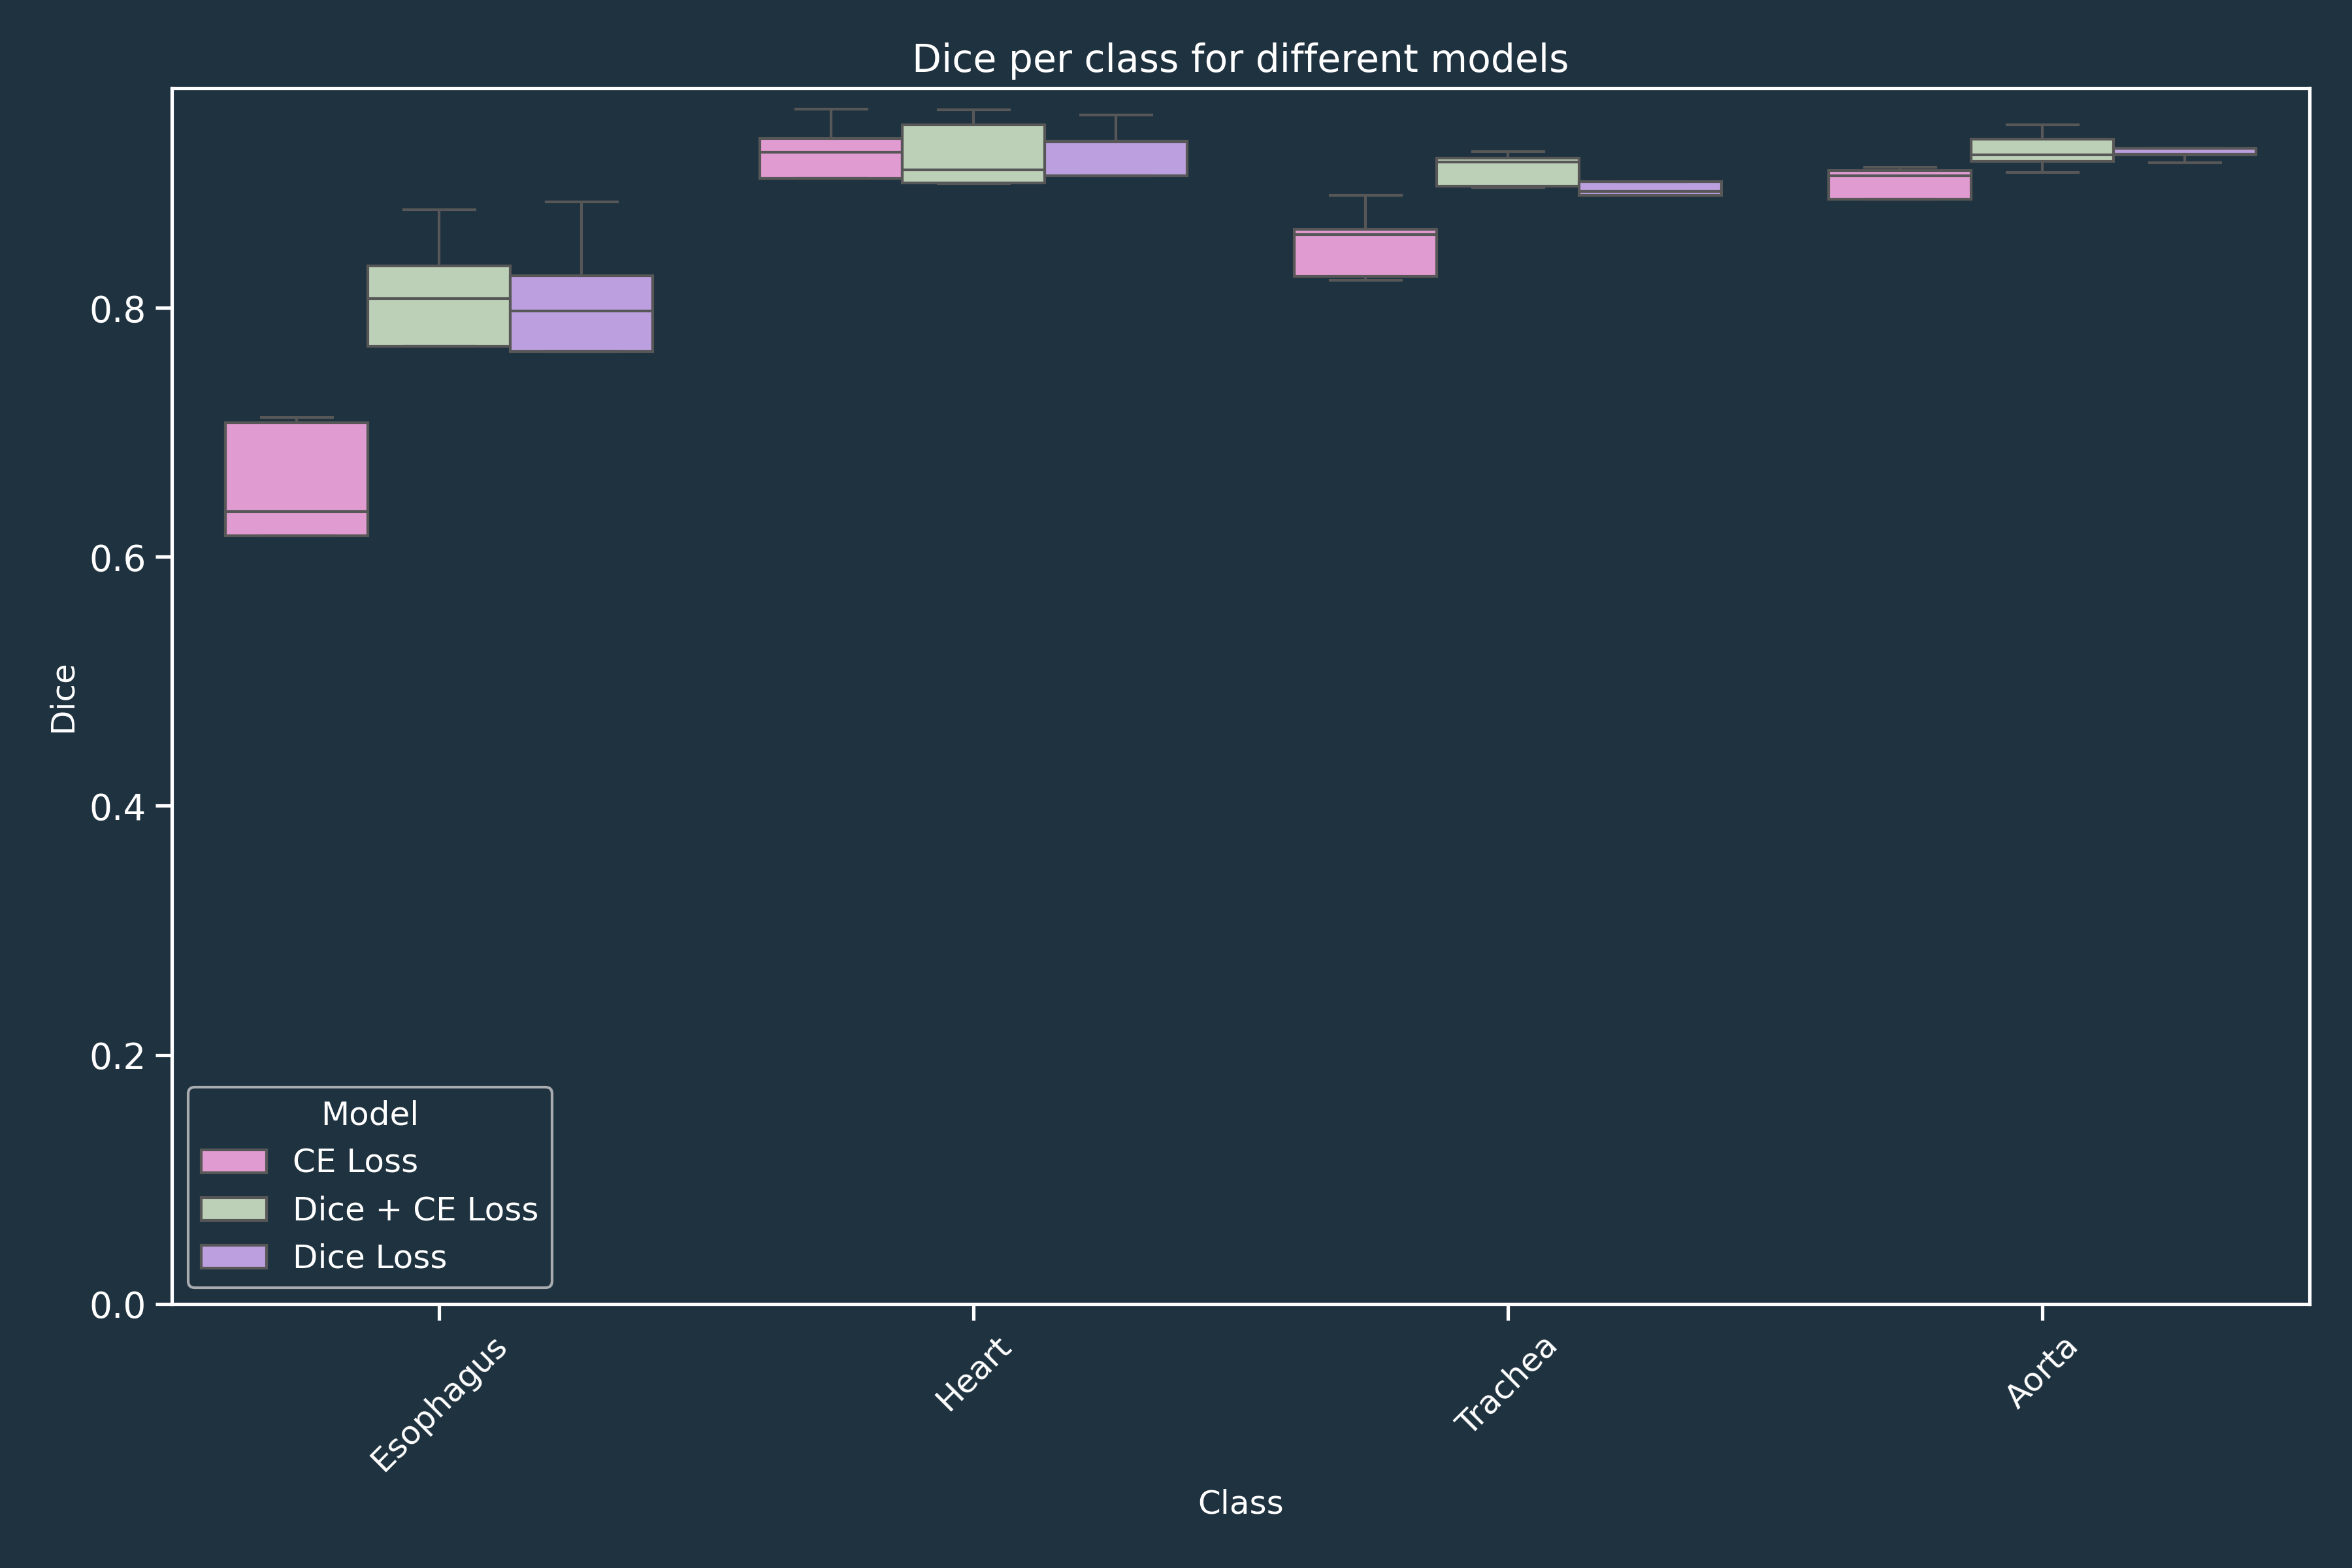 Dice per class for different models
Dice
0.8
0.6
0.4
0.2
0.0
Model
CE Loss
Dice + CE Loss
Dice Loss
Esophagus
Heart
Trachea
Aorta
Class